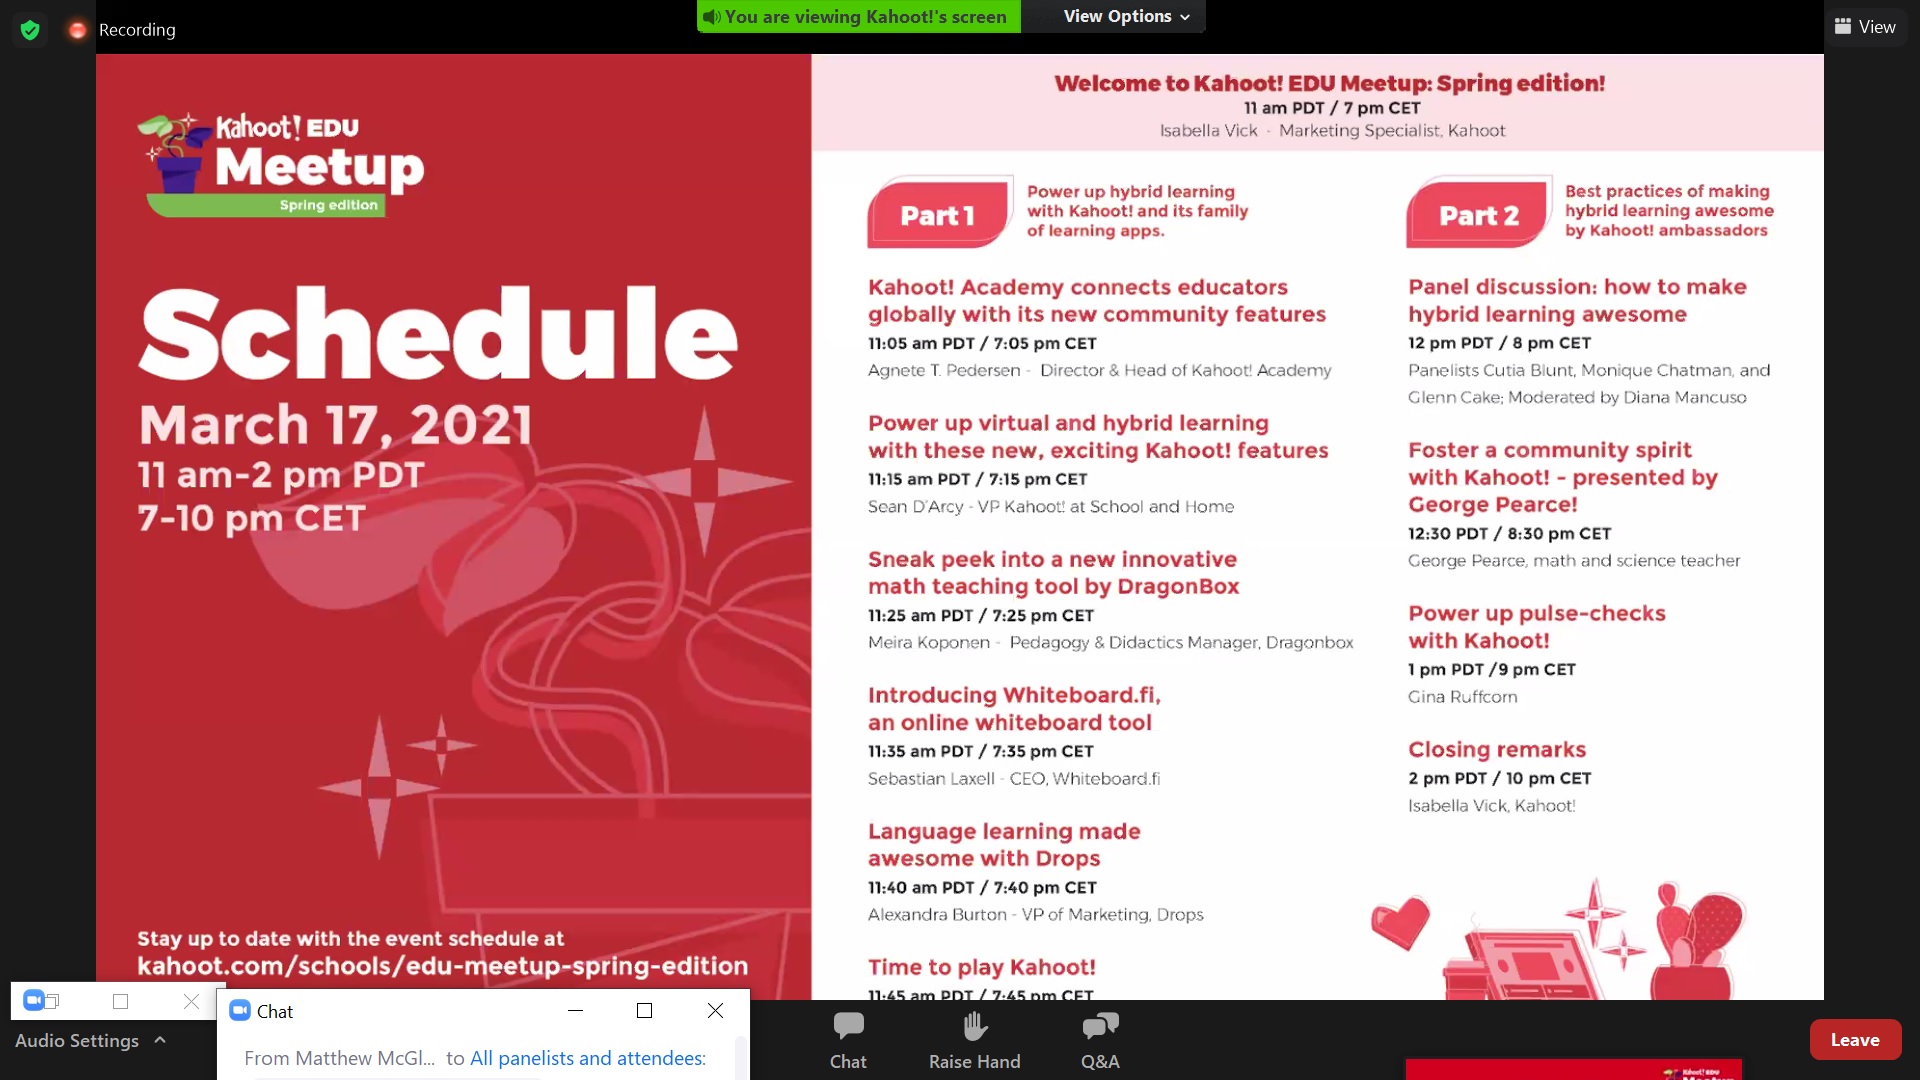 Recording
You are viewing Kahoot!'s screen
View Options
View
Kahoot! EDU
Meetup
Spring edition
Schedule
March 17, 2021
11 am-2 pm PDT
7-10 pm CET
Stay up to date with the event schedule at
kahoot.com/schools/edu-meetup-spring-edition
Welcome to Kahoot! EDU Meetup: Spring edition!
11 am PDT / 7 pm CET
Isabella Vick - Marketing Specialist, Kahoot
Part 1
Power up hybrid learning
with Kahoot! and its family
of learning apps.
Kahoot! Academy connects educators
globally with its new community features
11:05 am PDT / 7:05 pm CET
Agnete T. Pedersen - Director & Head of Kahoot! Academy
Power up virtual and hybrid learning
with these new, exciting Kahoot! features
11:15 am PDT / 7:15 pm CET
Sean D'Arcy - VP Kahoot! at School and Home
Sneak peek into a new innovative
math teaching tool by DragonBox
11:25 am PDT / 7:25 pm CET
Meira Koponen - Pedagogy & Didactics Manager, Dragonbox
Introducing Whiteboard.fi,
an online whiteboard tool
11:35 am PDT / 7:35 pm CET
Sebastian Laxell - CEO, Whiteboard.fi
Language learning made
awesome with Drops
11:40 am PDT / 7:40 pm CET
Alexandra Burton - VP of Marketing, Drops
Time to play Kahoot!
11:45 am PDT / 7:45 pm CET
Part 2
Best practices of making
hybrid learning awesome
by Kahoot! ambassadors
Panel discussion: how to make
hybrid learning awesome
12 pm PDT / 8 pm CET
Panelists Cutia Blunt, Monique Chatman, and
Glenn Cake; Moderated by Diana Mancuso
Foster a community spirit
with Kahoot! - presented by
George Pearce!
12:30 PDT / 8:30 pm CET
George Pearce, math and science teacher
Power up pulse-checks
with Kahoot!
1 pm PDT /9 pm CET
Gina Ruffcorn
Closing remarks
2 pm PDT / 10 pm CET
Isabella Vick, Kahoot!
Audio Settings
Chat
From Matthew McGl... to All panelists and attendees:
Chat
Raise Hand
Q&A
Leave
Kahoot! EDU